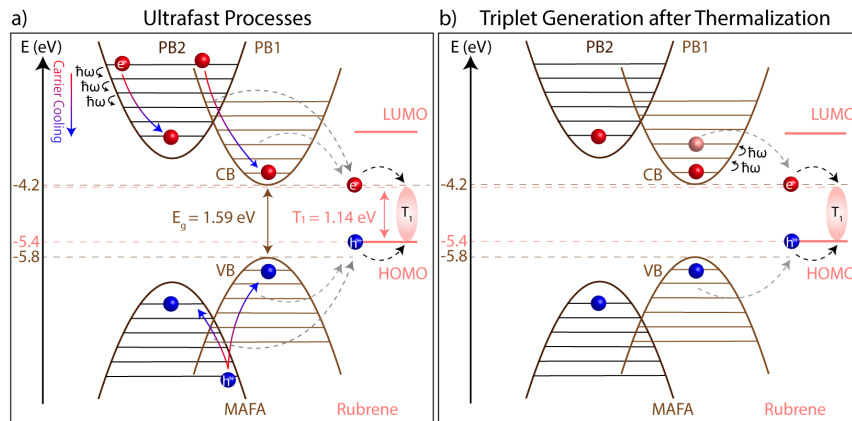 a) Ultrafast Processes
E (eV)
PB2
PB1
Carrier Cooling
e⁻
ħω
ħω
ħω
LUMO
CB
-4.2
e⁻
E_g = 1.59 eV
T₁ = 1.14 eV
T₁
-5.4
h⁺
-5.8
VB
HOMO
h⁺
MAFA
Rubrene
b) Triplet Generation after Thermalization
E (eV)
PB2
PB1
LUMO
ħω
ħω
CB
-4.2
e⁻
T₁
-5.4
h⁺
-5.8
VB
HOMO
MAFA
Rubrene